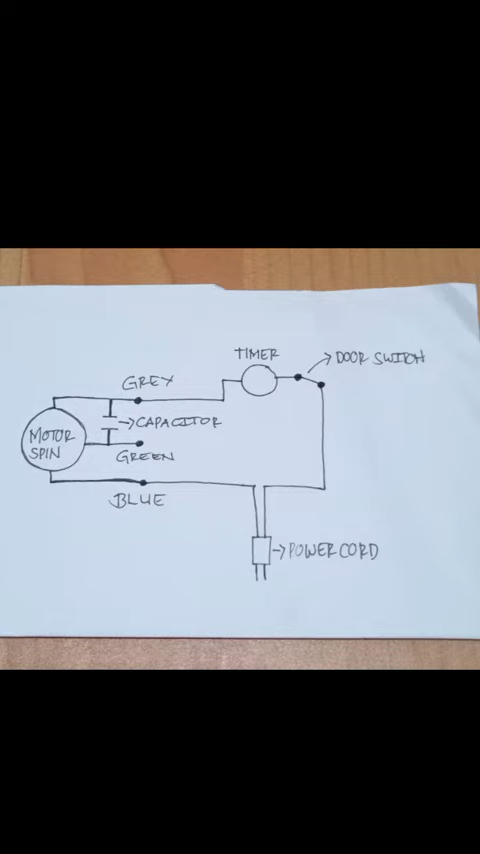 TIMER
DOOR SWITCH
GREY
CAPACITOR
MOTOR
SPIN
GREEN
BLUE
POWER CORD